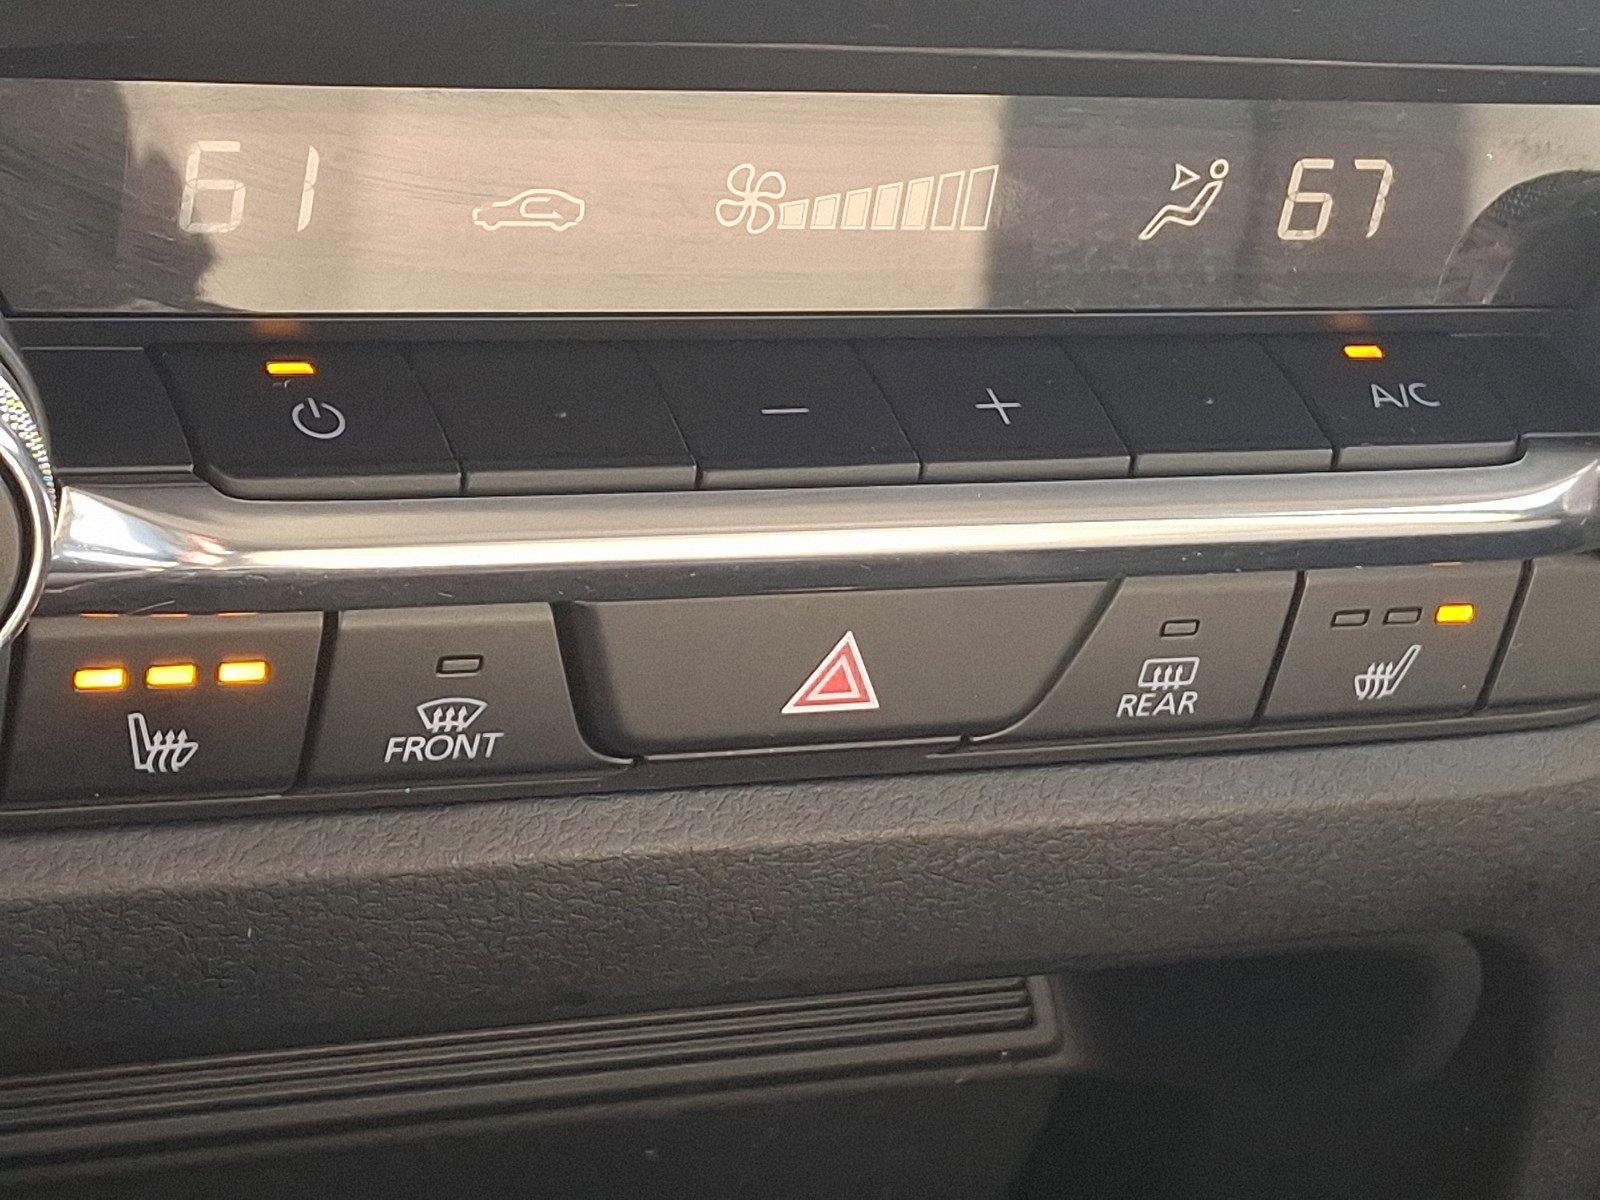 61 67
A/C
FRONT
REAR